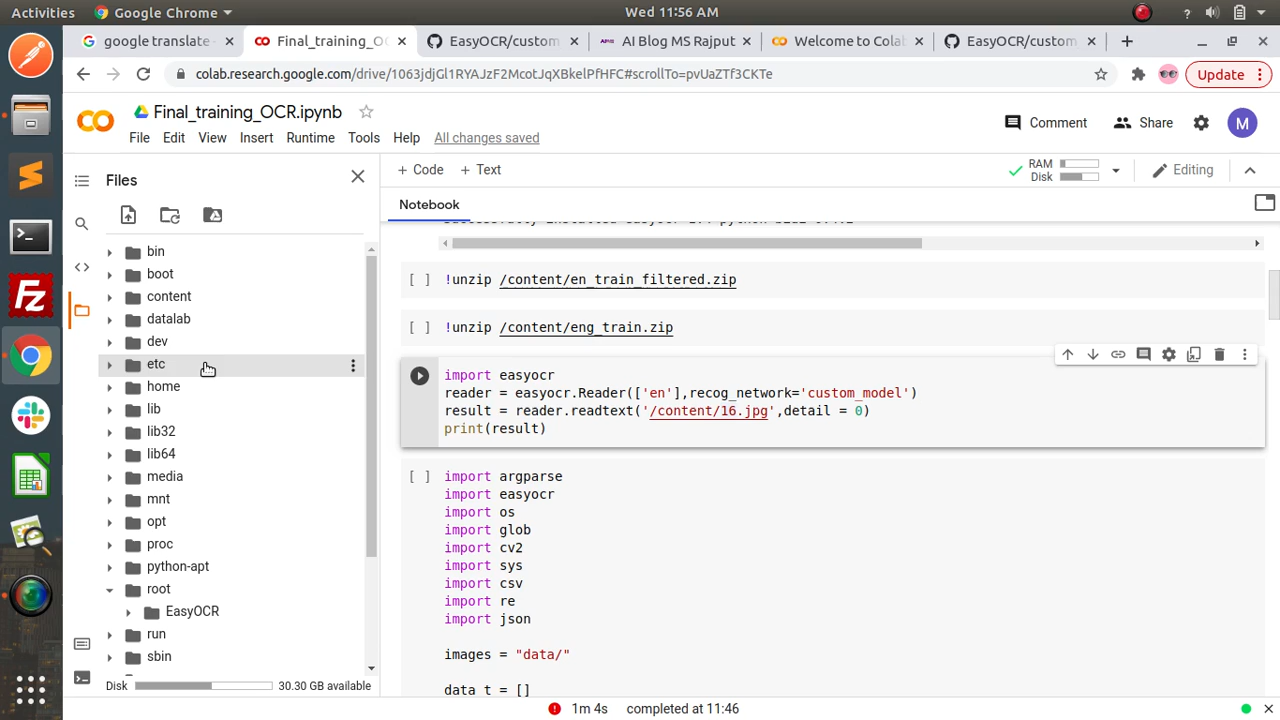 Activities
Google Chrome
Wed 11:56 AM
google translate
Final_training_OC
EasyOCR/custom
AI Blog MS Rajput
Welcome to Colab
EasyOCR/custom
colab.research.google.com/drive/1063jdjGl1RYAJzF2McotJqXBkelPfHFC#scrollTo=pvUaZTf3CKTe
Update
Final_training_OCR.ipynb
File Edit View Insert Runtime Tools Help All changes saved
Comment
Share
M
Files
+ Code + Text
RAM
Disk
Editing
Notebook
bin
boot
content
datalab
dev
etc
home
lib
lib32
lib64
media
mnt
opt
proc
python-apt
root
EasyOCR
run
sbin
Disk 30.30 GB available
[ ] !unzip /content/en_train_filtered.zip
[ ] !unzip /content/eng_train.zip
import easyocr
reader = easyocr.Reader(['en'],recog_network='custom_model')
result = reader.readtext('/content/16.jpg',detail = 0)
print(result)
[ ] import argparse
import easyocr
import os
import glob
import cv2
import sys
import csv
import re
import json
images = "data/"
data t = []
1m 4s completed at 11:46